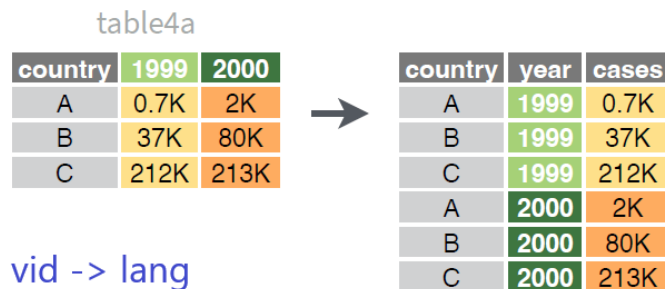 table4a
country 1999 2000
A 0.7K 2K
B 37K 80K
C 212K 213K
country year cases
A 1999 0.7K
B 1999 37K
C 1999 212K
A 2000 2K
B 2000 80K
C 2000 213K
vid -> lang